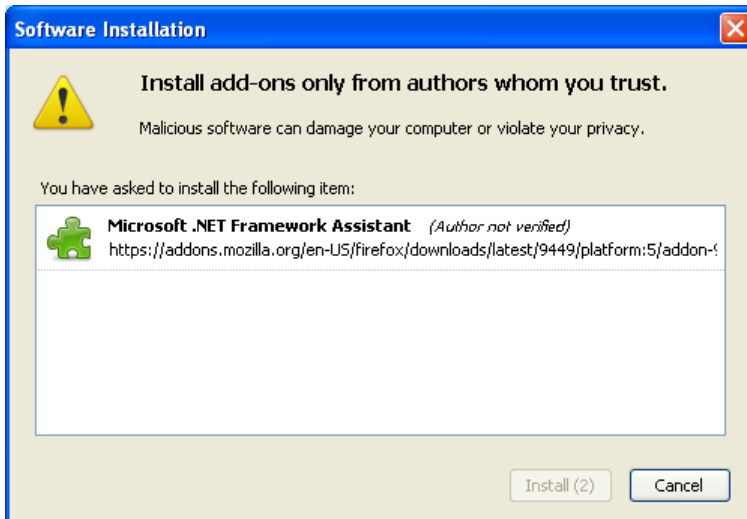 Software Installation
Install add-ons only from authors whom you trust.
Malicious software can damage your computer or violate your privacy.
You have asked to install the following item:
Microsoft .NET Framework Assistant (Author not verified)
https://addons.mozilla.org/en-US/firefox/downloads/latest/9449/platform:5/addon-9
Install (2)
Cancel